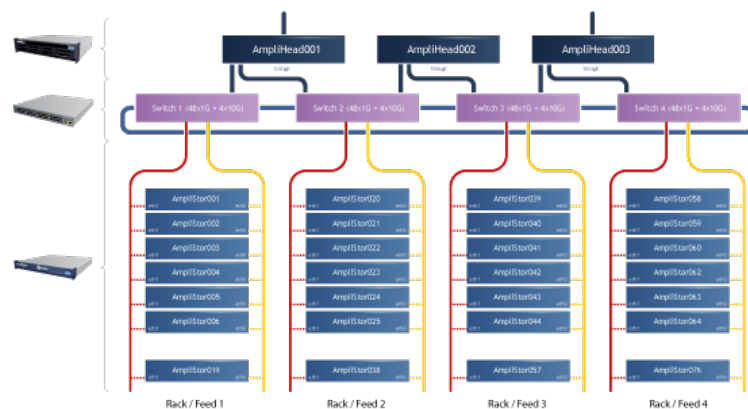 AmpliHead001
AmpliHead002
AmpliHead003
Switch 1 (48x1G + 4x10G)
Switch 2 (48x1G + 4x10G)
Switch 3 (48x1G + 4x10G)
Switch 4 (48x1G + 4x10G)
AmpliStor001
AmpliStor002
AmpliStor003
AmpliStor004
AmpliStor005
AmpliStor006
AmpliStor019
AmpliStor020
AmpliStor021
AmpliStor022
AmpliStor023
AmpliStor024
AmpliStor025
AmpliStor038
AmpliStor039
AmpliStor040
AmpliStor041
AmpliStor042
AmpliStor043
AmpliStor044
AmpliStor057
AmpliStor058
AmpliStor059
AmpliStor060
AmpliStor062
AmpliStor063
AmpliStor064
AmpliStor076
Rack / Feed 1
Rack / Feed 2
Rack / Feed 3
Rack / Feed 4